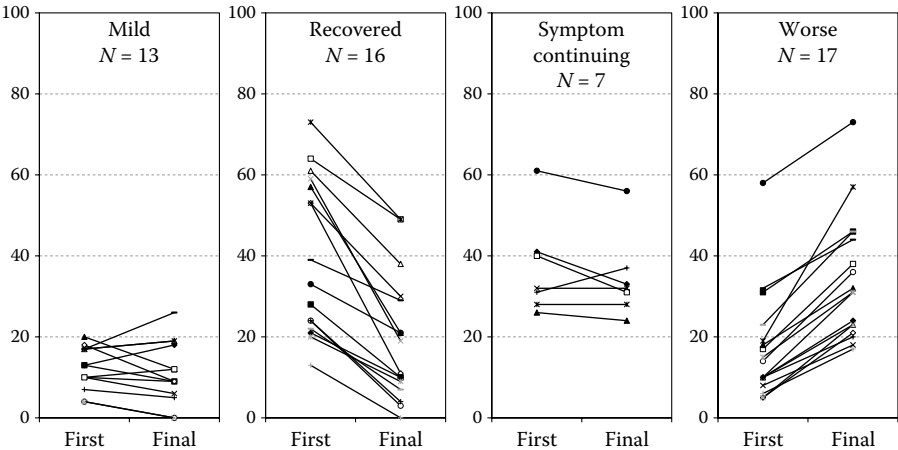 Mild
N = 13
100
80
60
40
20
0
First Final
Recovered
N = 16
100
80
60
40
20
0
First Final
Symptom
continuing
N = 7
100
80
60
40
20
0
First Final
Worse
N = 17
100
80
60
40
20
0
First Final